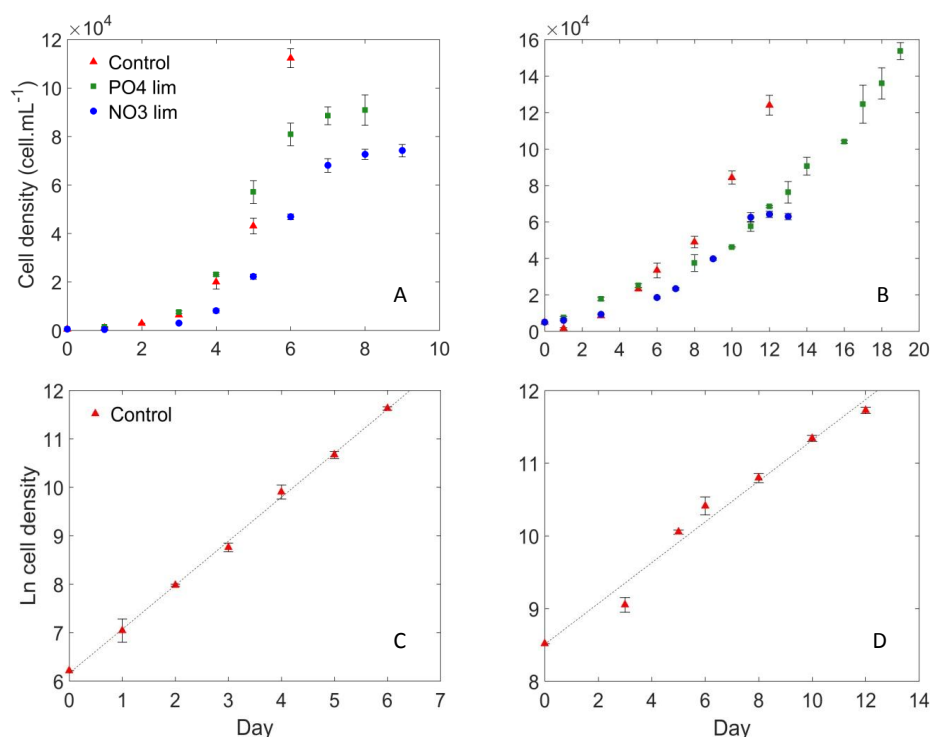 ×10⁴
Cell density (cell.mL⁻¹)
12
10
8
6
4
2
0
Control
PO4 lim
NO3 lim
A
0 2 4 6 8 10
×10⁴
16
14
12
10
8
6
4
2
0
B
0 2 4 6 8 10 12 14 16 18 20
Ln cell density
12
11
10
9
8
7
6
Control
C
0 1 2 3 4 5 6 7
Day
12
11
10
9
8
D
0 2 4 6 8 10 12 14
Day